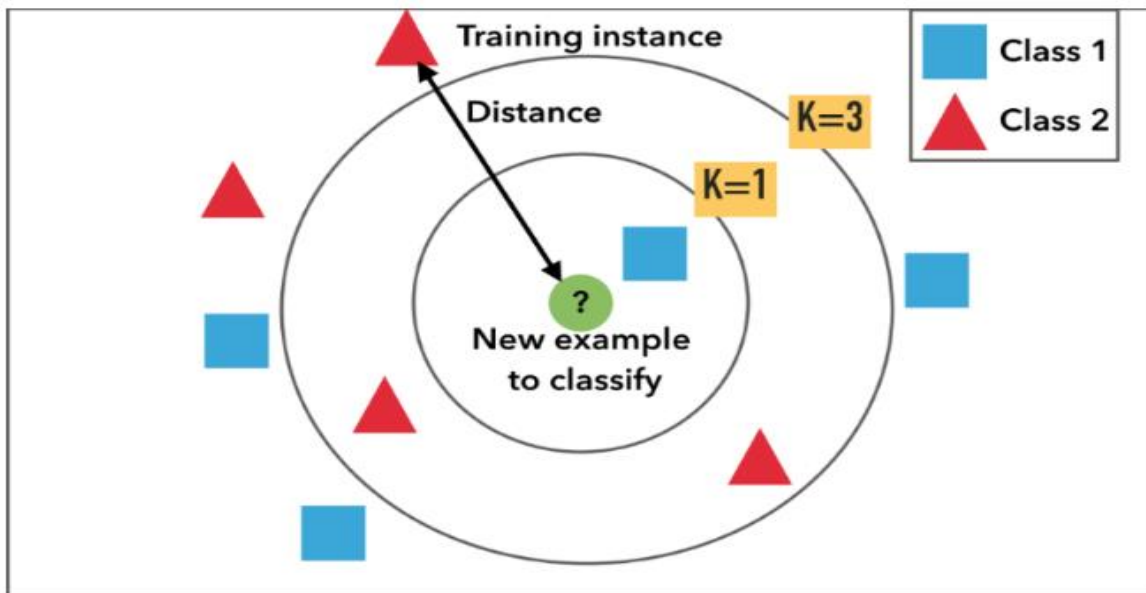 Training instance
Distance
K=3
K=1
Class 1
Class 2
?
New example
to classify